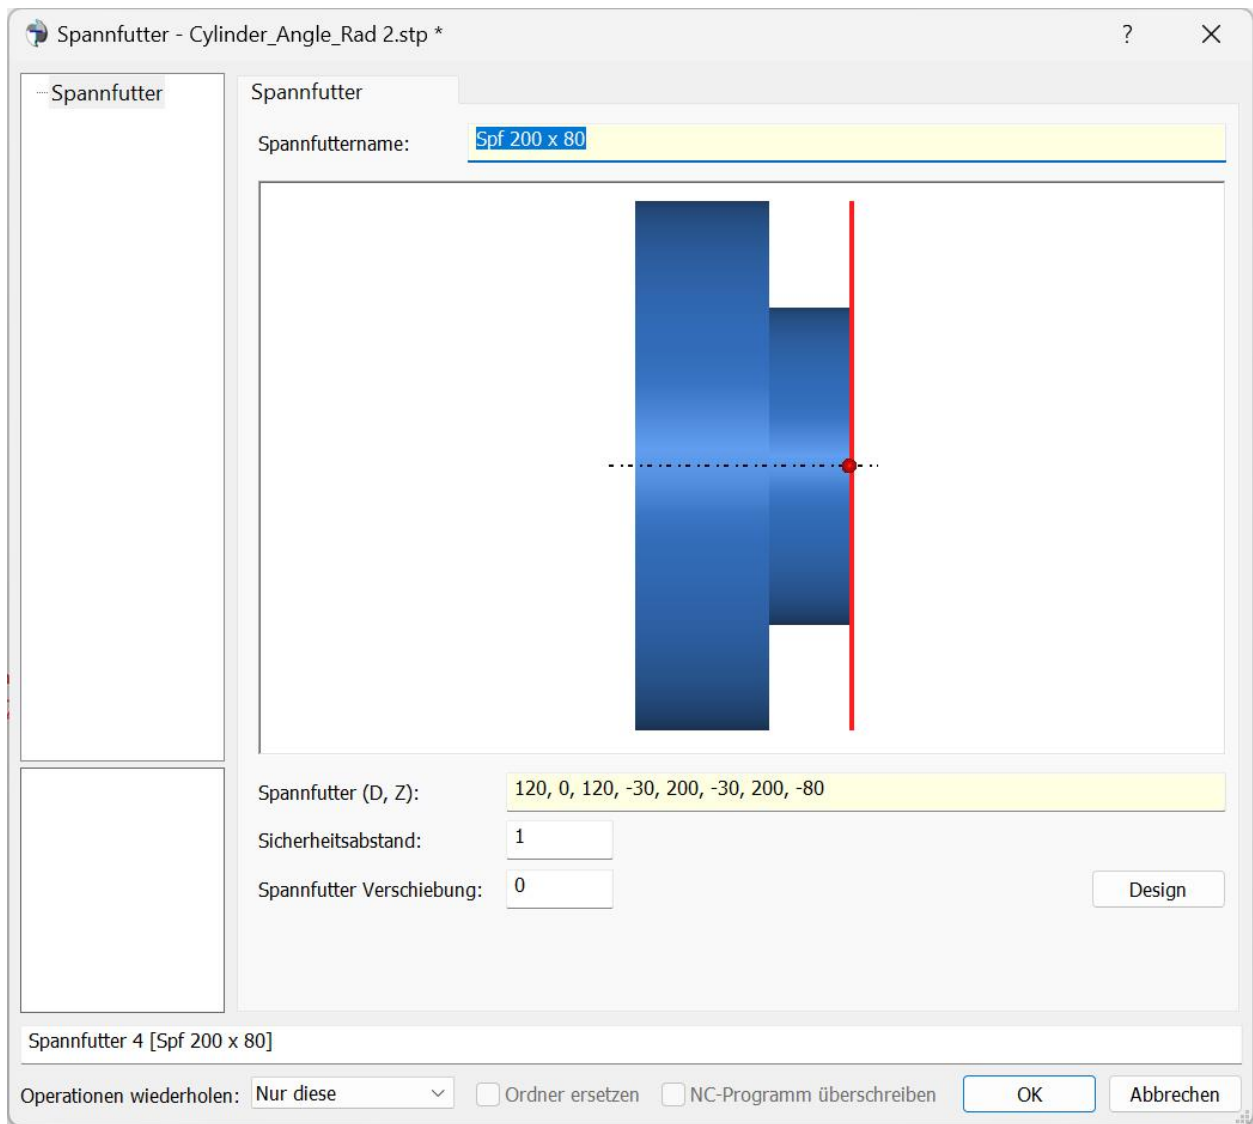 Spannfutter - Cylinder_Angle_Rad 2.stp *
?
Spannfutter
Spannfutter
Spannfuttername:
Spf 200 x 80
Spannfutter (D, Z):
120, 0, 120, -30, 200, -30, 200, -80
Sicherheitsabstand:
1
Spannfutter Verschiebung:
0
Design
Spannfutter 4 [Spf 200 x 80]
Operationen wiederholen:
Nur diese
Ordner ersetzen
NC-Programm überschreiben
OK
Abbrechen